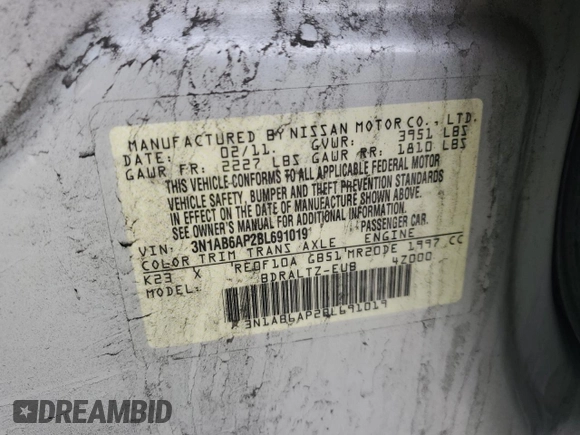 MANUFACTURED BY NISSAN MOTOR CO., LTD.
DATE: 02/11. GVWR: 3951 LBS
GAWR FR: 2227 LBS GAWR RR: 1810 LBS
THIS VEHICLE CONFORMS TO ALL APPLICABLE FEDERAL MOTOR
VEHICLE SAFETY, BUMPER AND THEFT PREVENTION STANDARDS
IN EFFECT ON THE DATE OF MANUFACTURE SHOWN ABOVE.
SEE OWNER'S MANUAL FOR ADDITIONAL INFORMATION.
VIN: 3N1AB6AP2BL691019 PASSENGER CAR.
COLOR TRIM TRANS AXLE ENGINE
K23 X RE0F10A GB51 MR20DE 1997 CC
MODEL: BDRALTZ-EUB 4Z000
3N1AB6AP2BL691019
DREAMBID